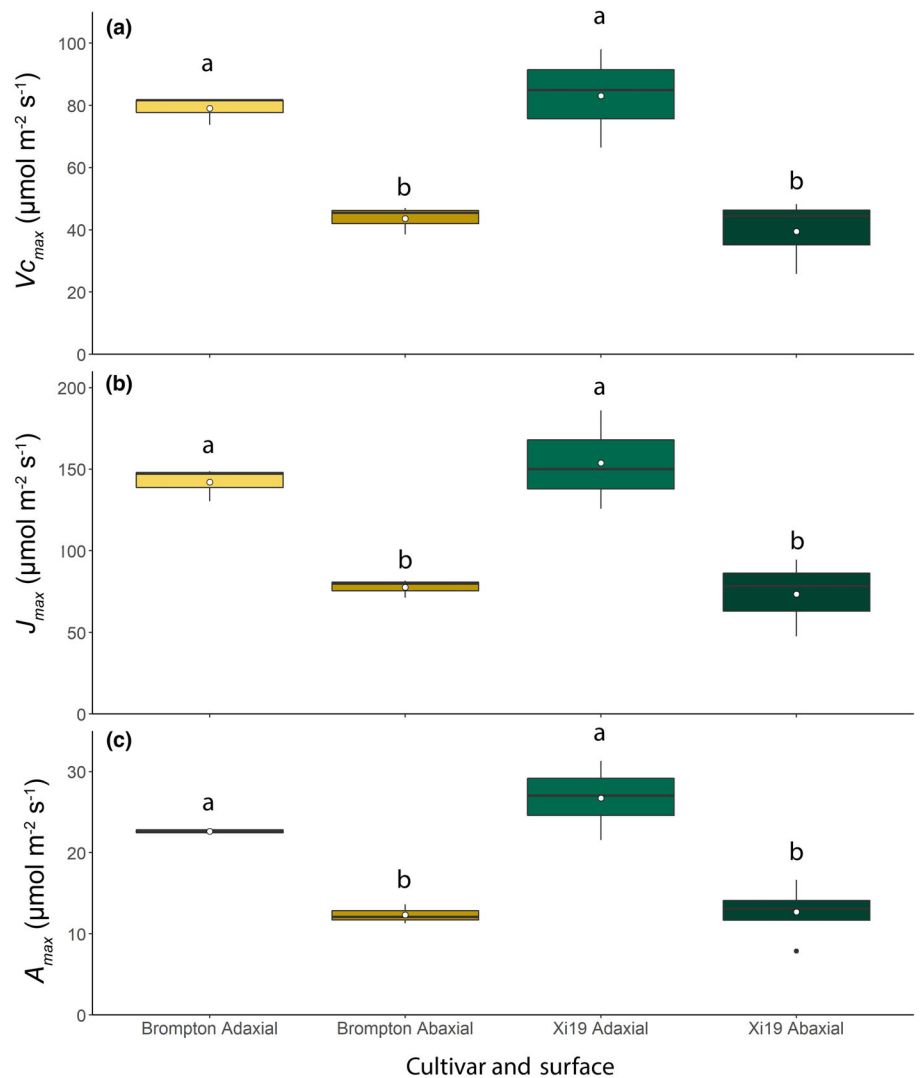 (a)
a
a
b
b
100
80
60
40
20
0
Vcmax (µmol m-2 s-1)
(b)
a
a
b
b
200
150
100
50
0
Jmax (µmol m-2 s-1)
(c)
a
a
b
b
30
20
10
0
Amax (µmol m-2 s-1)
Brompton Adaxial Brompton Abaxial Xi19 Adaxial Xi19 Abaxial
Cultivar and surface